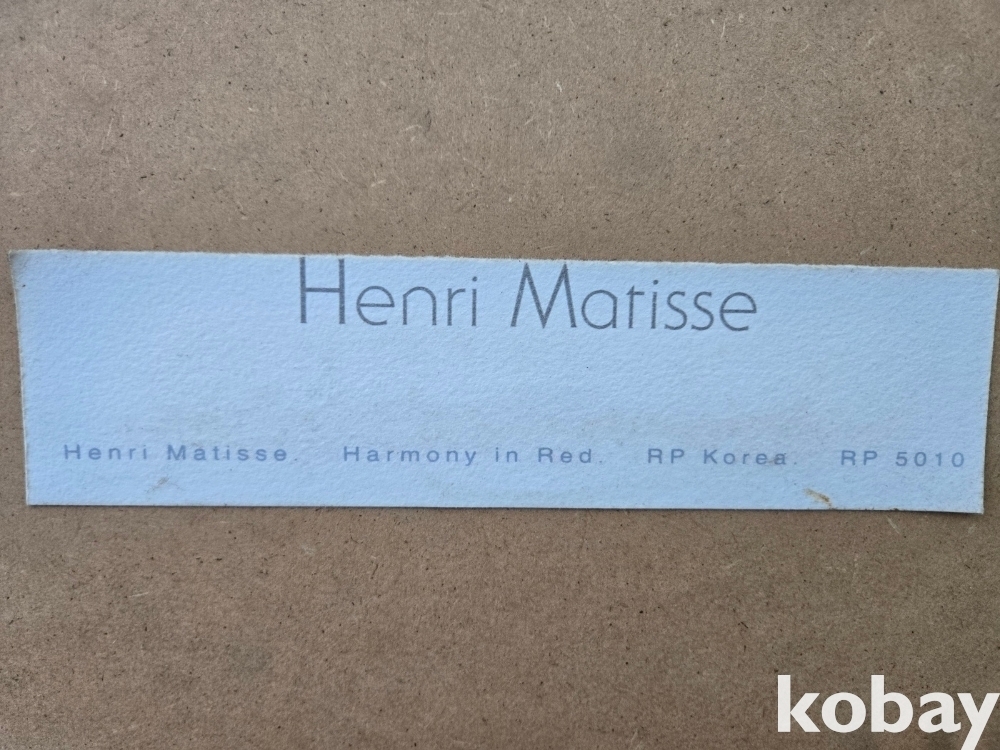 Henri Matisse
Henri Matisse. Harmony in Red. RP Korea. RP 5010
kobay